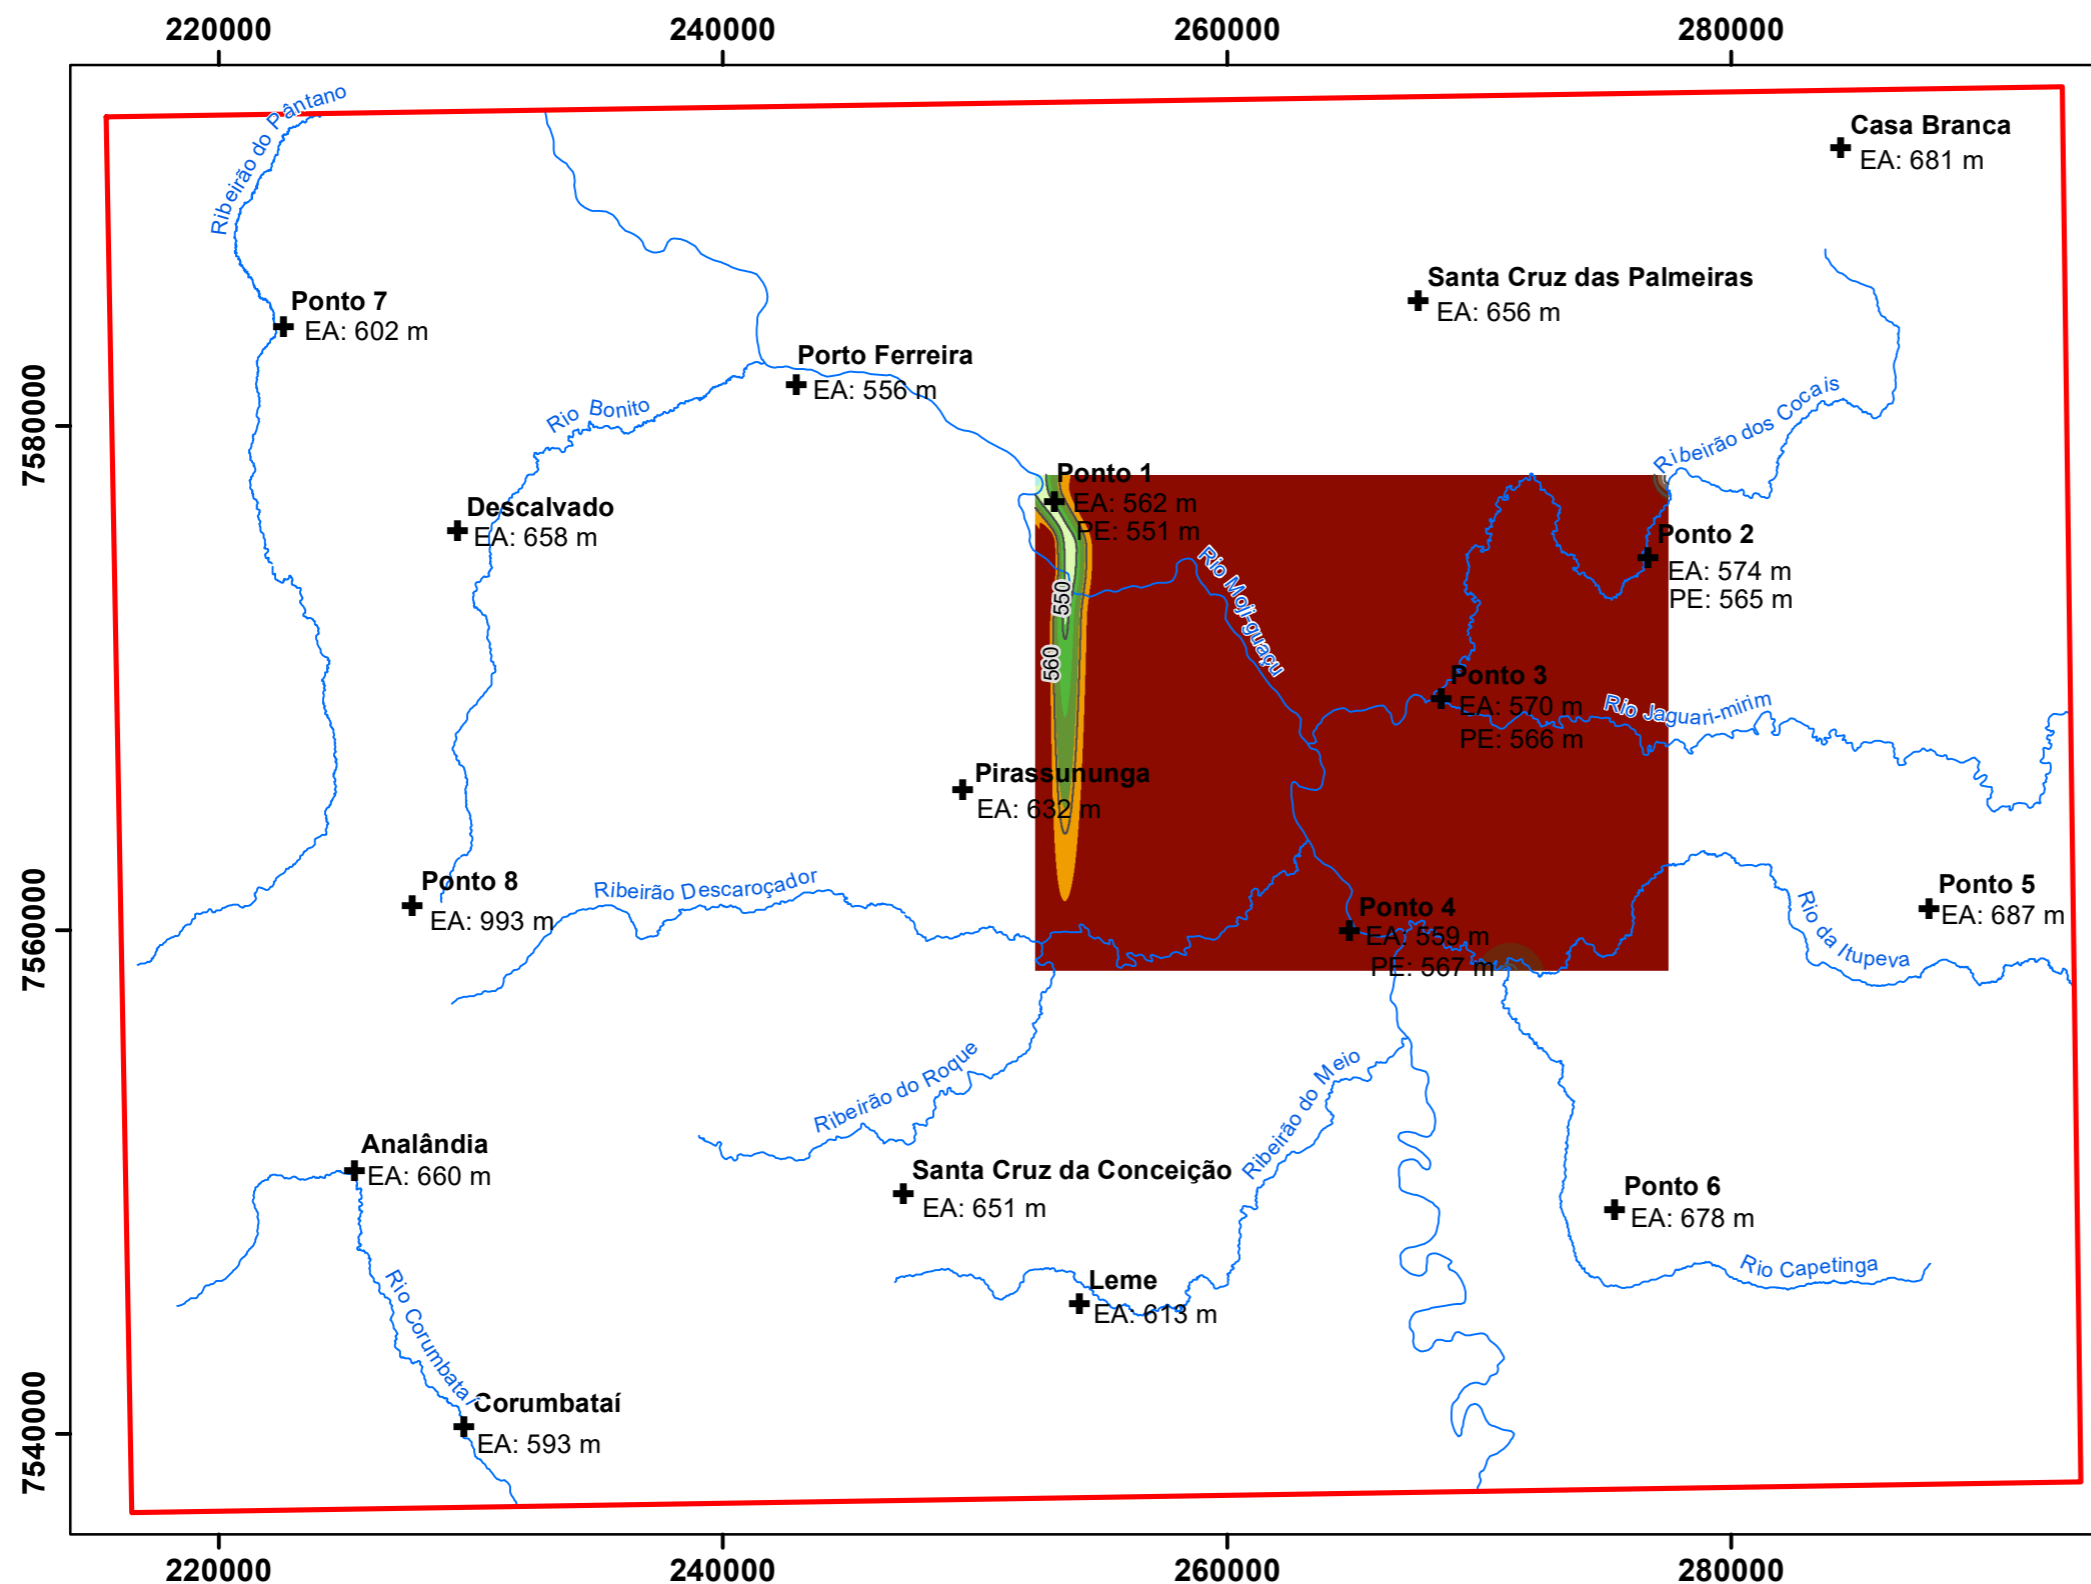 220000
240000
260000
280000
Ribeirão do Pântano
Casa Branca
EA: 681 m
Santa Cruz das Palmeiras
EA: 656 m
Ponto 7
EA: 602 m
Porto Ferreira
EA: 556 m
7580000
Rio Bonito
Ribeirão dos Cocais
Ponto 1
EA: 562 m
PE: 551 m
Descalvado
EA: 658 m
Ponto 2
EA: 574 m
PE: 565 m
Rio Moji-guaçu
550
560
Ponto 3
EA: 570 m
PE: 566 m
Rio Jaguari-mirim
Pirassununga
EA: 632 m
Ponto 8
EA: 993 m
Ribeirão Descaroçador
Ponto 5
EA: 687 m
7560000
Ponto 4
EA: 559 m
PE: 567 m
Rio da Itupeva
Ribeirão do Roque
Ribeirão do Meio
Analândia
EA: 660 m
Santa Cruz da Conceição
EA: 651 m
Ponto 6
EA: 678 m
Rio Capetinga
Leme
EA: 613 m
Rio Corumbataí
Corumbataí
EA: 593 m
7540000
220000
240000
260000
280000